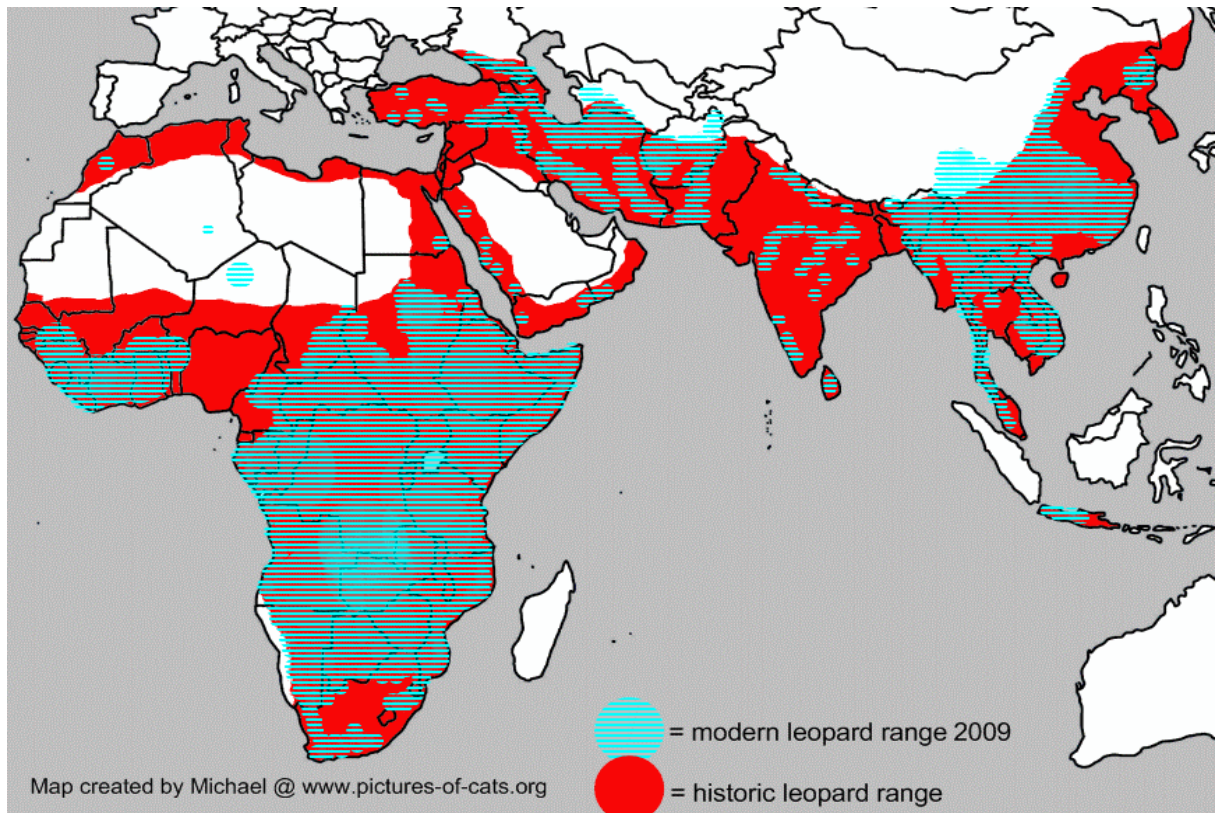 = modern leopard range 2009
Map created by Michael @ www.pictures-of-cats.org
= historic leopard range